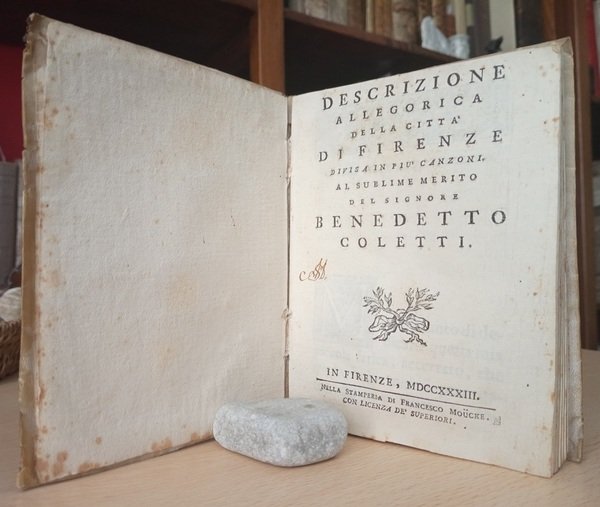 DESCRIZIONE
ALLEGORICA
DELLA CITTA'
DI FIRENZE
DIVISA IN PIU' CANZONI.
AL SUBLIME MERITO
DEL SIGNORE
BENEDETTO
COLETTI.
IN FIRENZE, MDCCXXXIII.
NELLA STAMPERIA DI FRANCESCO MOÜCKE.
CON LICENZA DE' SUPERIORI.